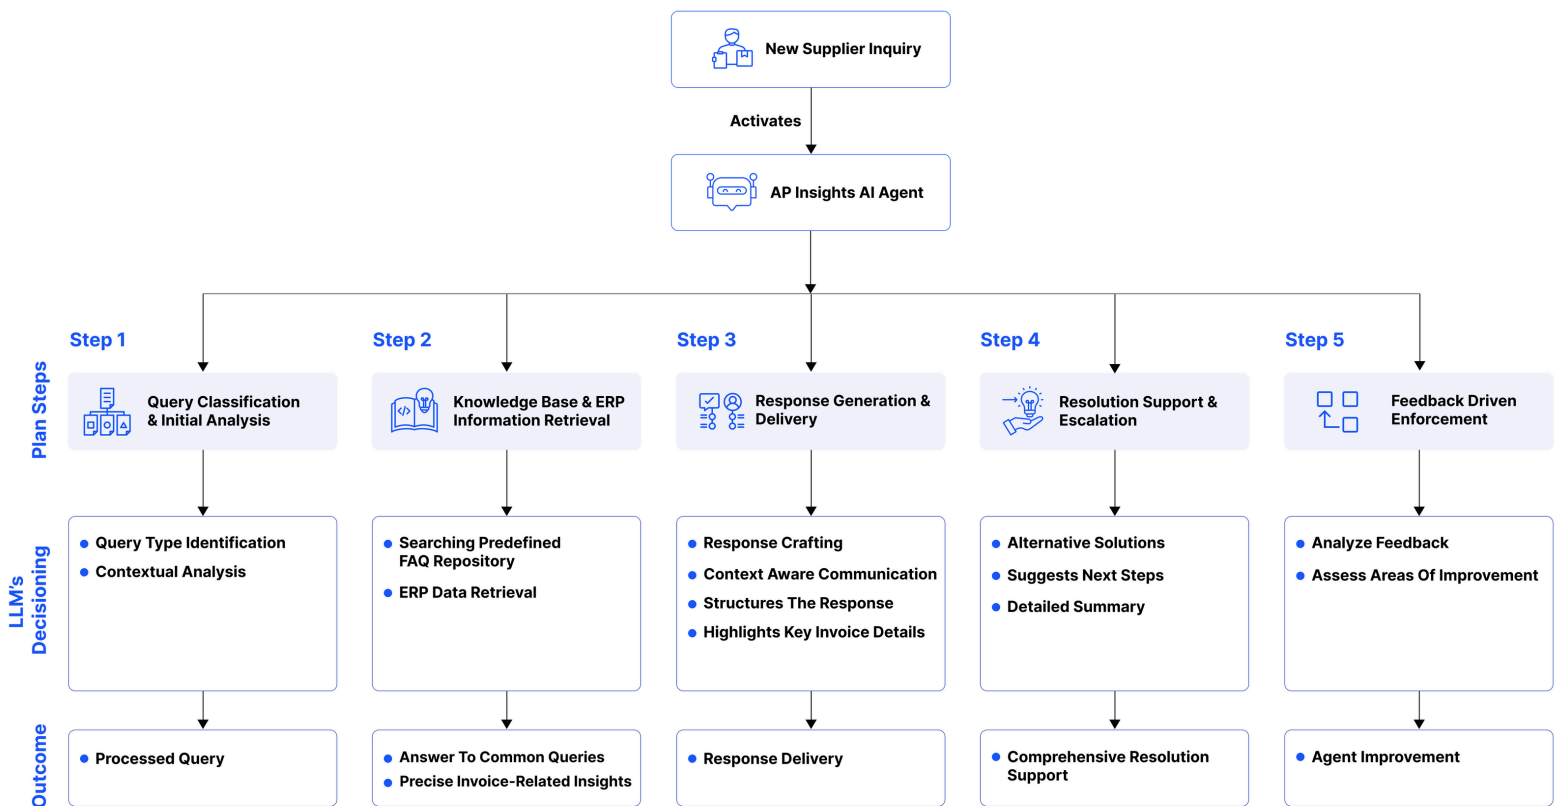 New Supplier Inquiry
Activates
AP Insights AI Agent
Step 1
Step 2
Step 3
Step 4
Step 5
Plan Steps
Query Classification
& Initial Analysis
Knowledge Base & ERP
Information Retrieval
Response Generation &
Delivery
Resolution Support &
Escalation
Feedback Driven
Enforcement
LLM's
Decisioning
Query Type Identification
Contextual Analysis
Searching Predefined
FAQ Repository
ERP Data Retrieval
Response Crafting
Context Aware Communication
Structures The Response
Highlights Key Invoice Details
Alternative Solutions
Suggests Next Steps
Detailed Summary
Analyze Feedback
Assess Areas Of Improvement
Outcome
Processed Query
Answer To Common Queries
Precise Invoice-Related Insights
Response Delivery
Comprehensive Resolution
Support
Agent Improvement